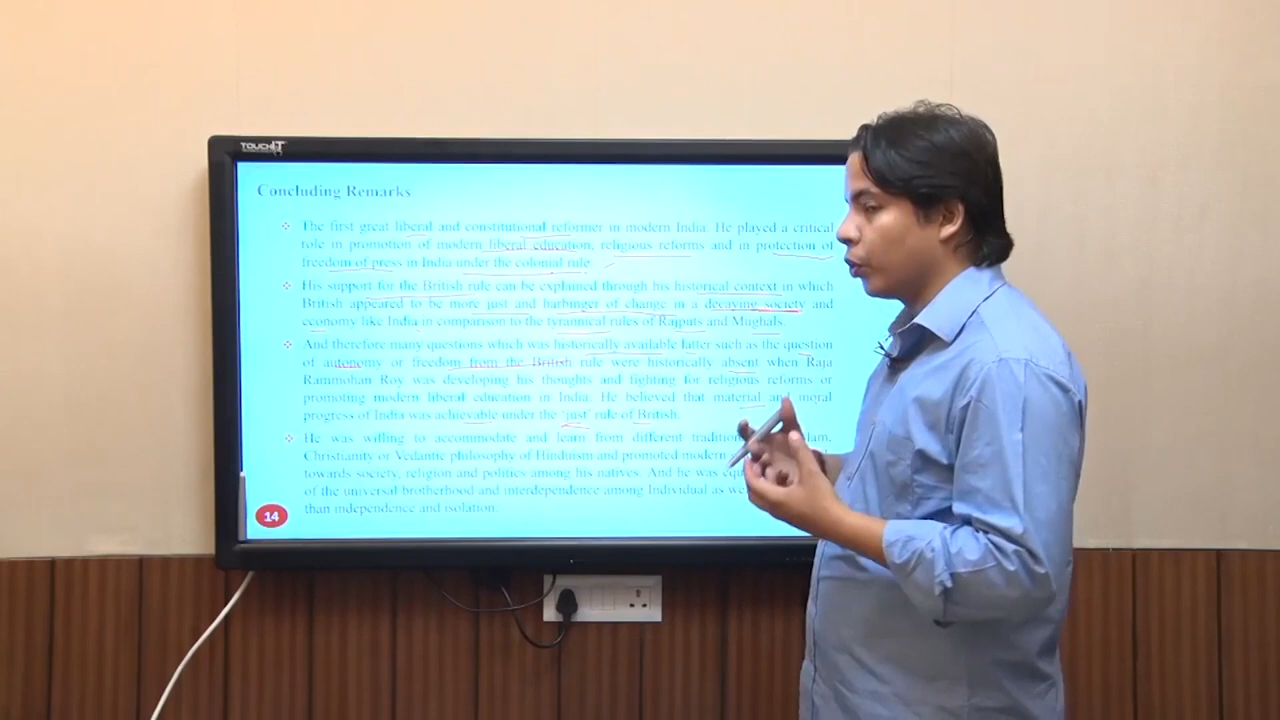 TOUCHIT
Concluding Remarks
The first great liberal and constitutional reformer in modern India. He played a critical
role in promotion of modern liberal education, religious reforms and in protection of
freedom of press in India under the colonial rule.
His support for the British rule can be explained through his historical context in which
British appeared to be more just and harbinger of change in a decaying society and
economy like India in comparison to the tyrannical rules of Rajputs and Mughals.
And therefore many questions which was historically available latter such as the question
of autonomy or freedom from the British rule were historically absent when Raja
Rammohan Roy was developing his thoughts and fighting for religious reforms or
promoting modern liberal education in India. He believed that material and moral
progress of India was achievable under the ‘just’ rule of British.
He was willing to accommodate and learn from different
Christianity or Vedantic philosophy of Hinduism and promoted modern
towards society, religion and politics among his natives. And he was
of the universal brotherhood and interdependence among Individual as
than independence and isolation.
14